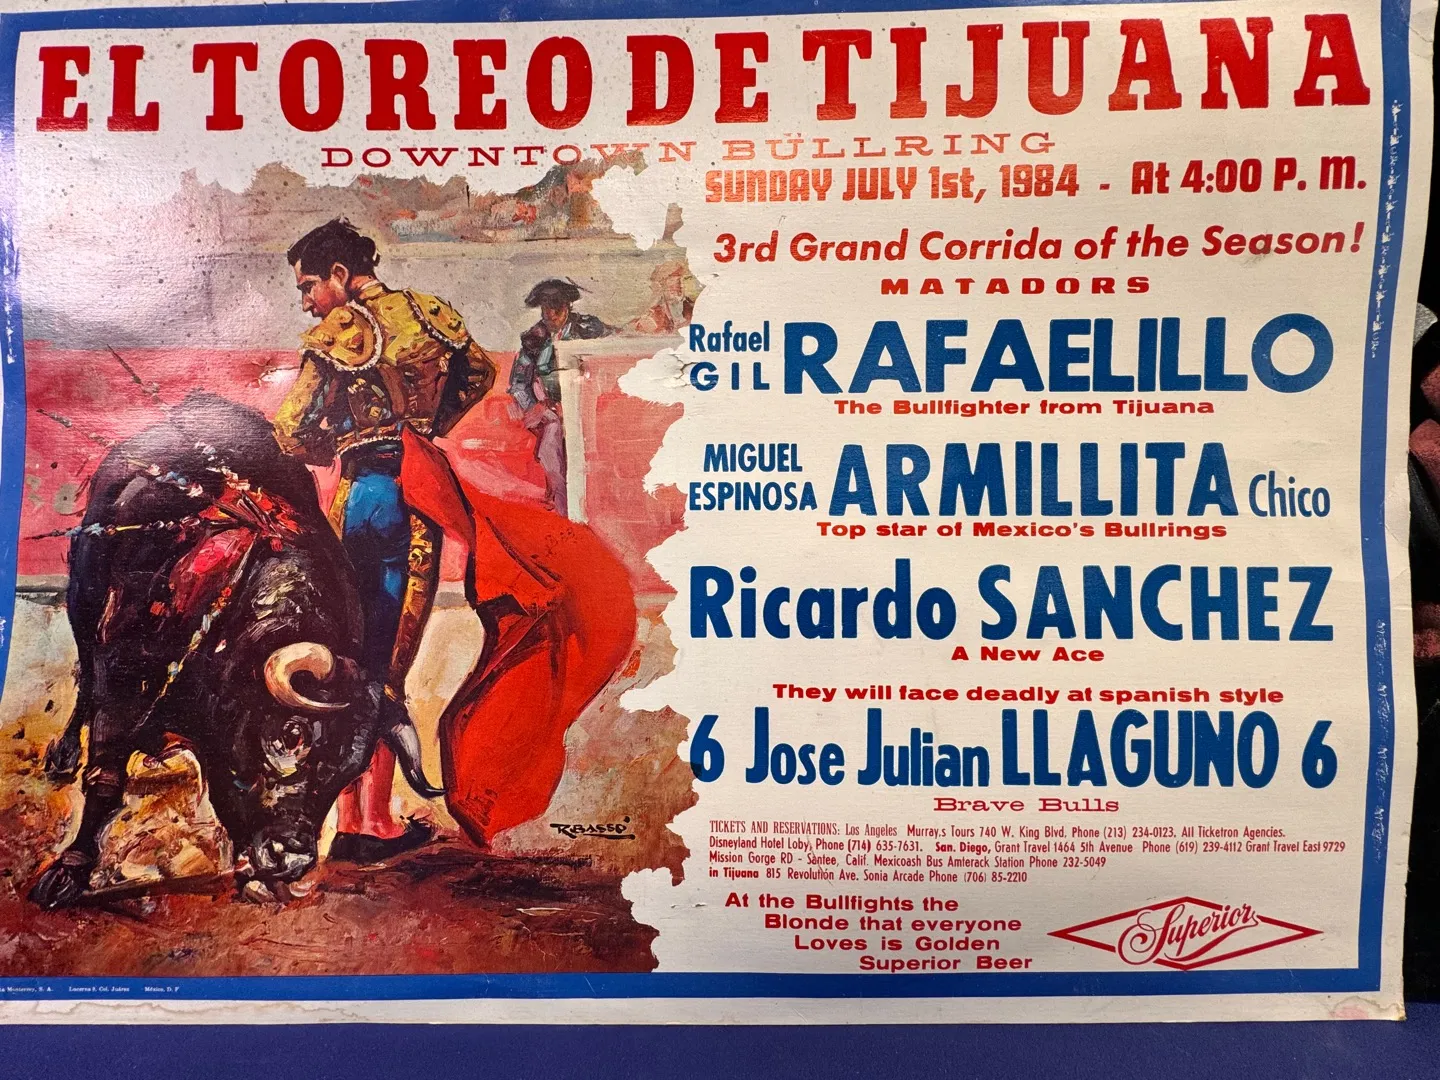 EL TOREO DE TIJUANA
DOWNTOWN BULLRING
SUNDAY JULY 1st, 1984 - At 4:00 P. m.
3rd Grand Corrida of the Season!
MATADORS
Rafael GIL RAFAELILLO
The Bullfighter from Tijuana
MIGUEL ESPINOSA ARMILLITA Chico
Top star of Mexico's Bullrings
Ricardo SANCHEZ
A New Ace
They will face deadly at spanish style
6 Jose Julian LLAGUNO 6
Brave Bulls
TICKETS AND RESERVATIONS: Los Angeles Murray,s Tours 740 W. King Blvd. Phone (213) 234-0123. All Ticketron Agencies.
Disneyland Hotel Loby, Phone (714) 635-7631. San. Diego, Grant Travel 1464 5th Avenue Phone (619) 239-4112 Grant Travel East 9729
Mission Gorge RD - Santee, Calif. Mexicoash Bus Amterack Station Phone 232-5049
in Tijuana 815 Revolution Ave. Sonia Arcade Phone (706) 85-2210
At the Bullfights the
Blonde that everyone
Loves is Golden
Superior Beer
Superior
R.BASSO
S. A. Lucerna 8. Col. Juárez México, D. F